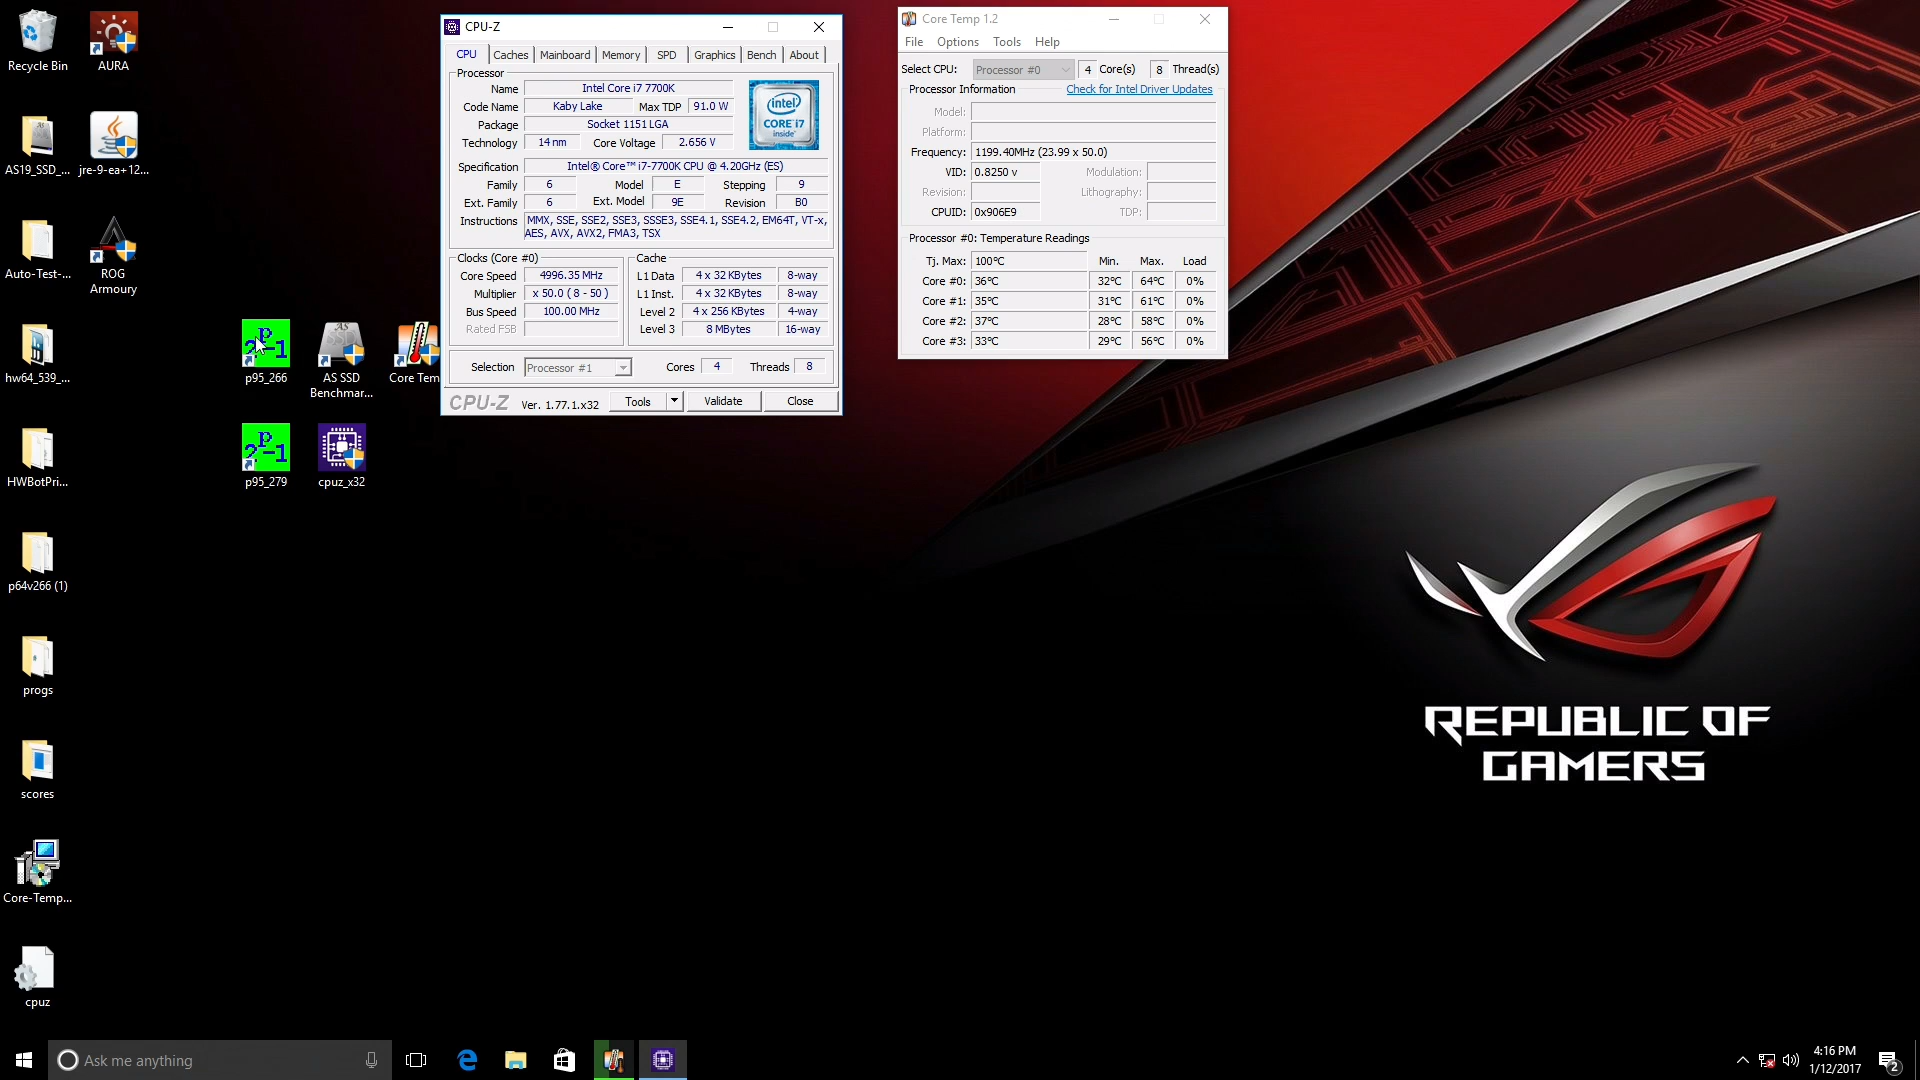 Recycle Bin
AURA
AS19_SSD_...
jre-9-ea+12...
Auto-Test-...
ROG
Armoury
hw64_539_...
p95_266
AS SSD
Benchmar...
Core Tem
HWBotPri...
p95_279
cpuz_x32
p64v266 (1)
progs
scores
Core-Temp...
cpuz
CPU-Z
CPU Caches Mainboard Memory SPD Graphics Bench About
Processor
Name Intel Core i7 7700K
Code Name Kaby Lake Max TDP 91.0 W
Package Socket 1151 LGA
Technology 14 nm Core Voltage 2.656 V
intel
CORE i7
inside
Specification Intel® Core™ i7-7700K CPU @ 4.20GHz (ES)
Family 6 Model E Stepping 9
Ext. Family 6 Ext. Model 9E Revision B0
Instructions MMX, SSE, SSE2, SSE3, SSSE3, SSE4.1, SSE4.2, EM64T, VT-x,
AES, AVX, AVX2, FMA3, TSX
Clocks (Core #0)
Core Speed 4996.35 MHz
Multiplier x 50.0 ( 8 - 50 )
Bus Speed 100.00 MHz
Rated FSB
Cache
L1 Data 4 x 32 KBytes 8-way
L1 Inst. 4 x 32 KBytes 8-way
Level 2 4 x 256 KBytes 4-way
Level 3 8 MBytes 16-way
Selection Processor #1 Cores 4 Threads 8
CPU-Z Ver. 1.77.1.x32 Tools Validate Close
Core Temp 1.2
File Options Tools Help
Select CPU: Processor #0 4 Core(s) 8 Thread(s)
Processor Information Check for Intel Driver Updates
Model:
Platform:
Frequency: 1199.40MHz (23.99 x 50.0)
VID: 0.8250 v Modulation:
Revision: Lithography:
CPUID: 0x906E9 TDP:
Processor #0: Temperature Readings
Tj. Max: 100°C Min. Max. Load
Core #0: 36°C 32°C 64°C 0%
Core #1: 35°C 31°C 61°C 0%
Core #2: 37°C 28°C 58°C 0%
Core #3: 33°C 29°C 56°C 0%
REPUBLIC OF
GAMERS
Ask me anything
4:16 PM
1/12/2017
2